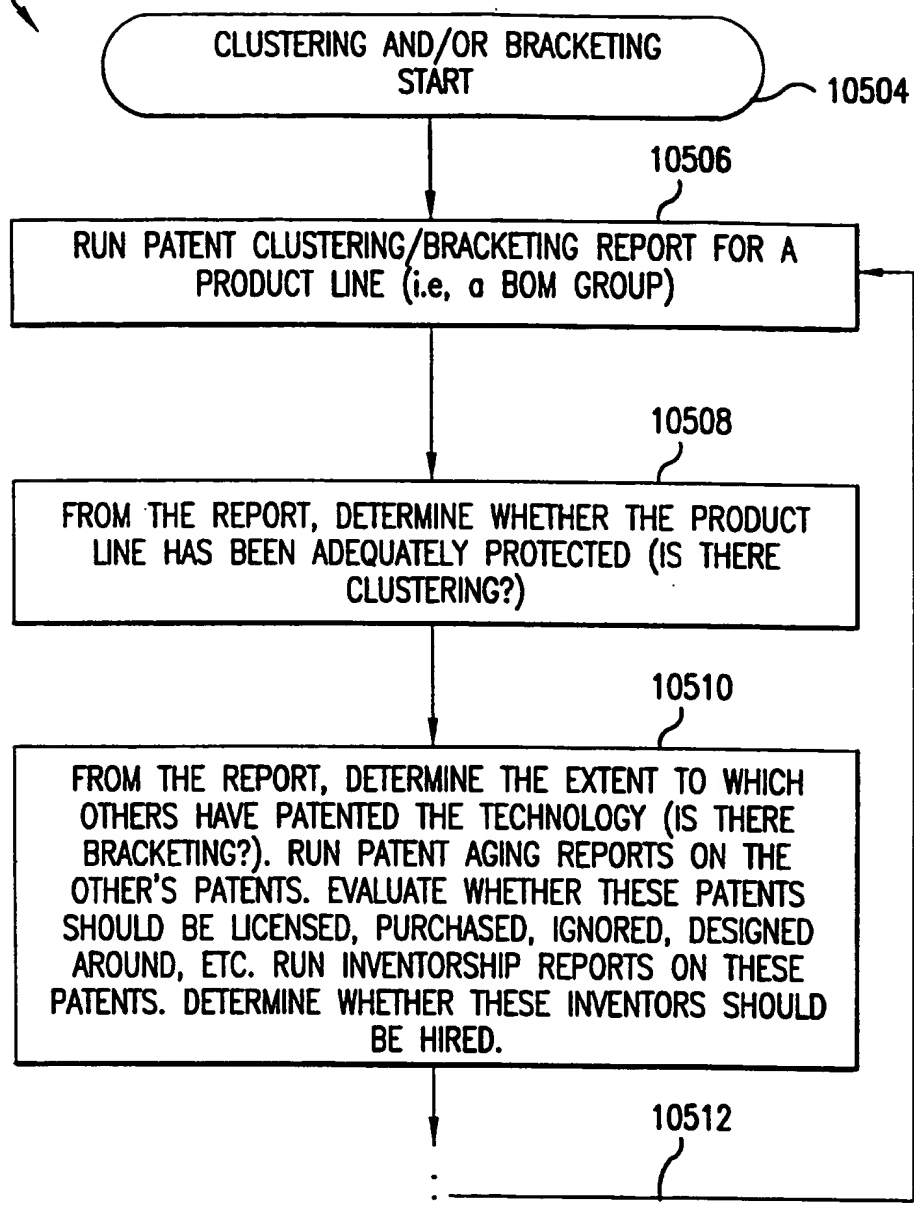 CLUSTERING AND/OR BRACKETING
START
10504
10506
RUN PATENT CLUSTERING/BRACKETING REPORT FOR A
PRODUCT LINE (i.e, a BOM GROUP)
10508
FROM THE REPORT, DETERMINE WHETHER THE PRODUCT
LINE HAS BEEN ADEQUATELY PROTECTED (IS THERE
CLUSTERING?)
10510
FROM THE REPORT, DETERMINE THE EXTENT TO WHICH
OTHERS HAVE PATENTED THE TECHNOLOGY (IS THERE
BRACKETING?). RUN PATENT AGING REPORTS ON THE
OTHER'S PATENTS. EVALUATE WHETHER THESE PATENTS
SHOULD BE LICENSED, PURCHASED, IGNORED, DESIGNED
AROUND, ETC. RUN INVENTORSHIP REPORTS ON THESE
PATENTS. DETERMINE WHETHER THESE INVENTORS SHOULD
BE HIRED.
10512